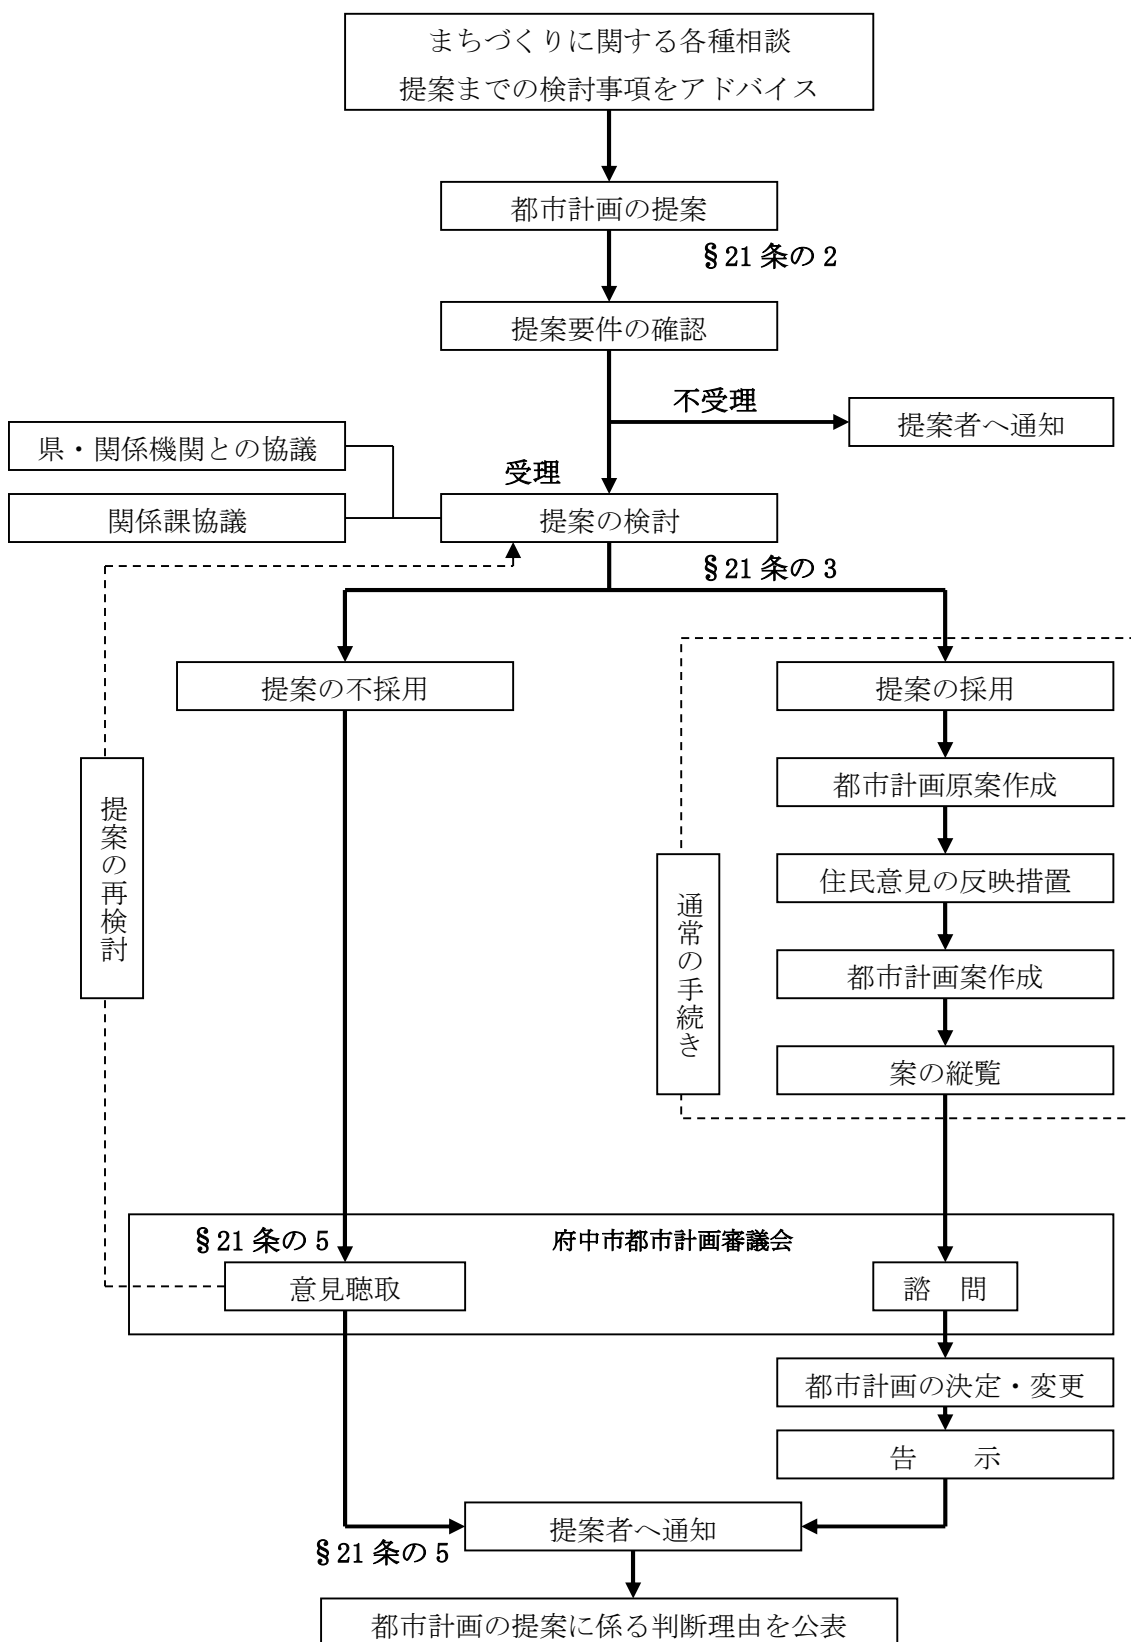 まちづくりに関する各種相談
提案までの検討事項をアドバイス
都市計画の提案
§21 条の 2
提案要件の確認
不受理
提案者へ通知
県・関係機関との協議
受理
関係課協議
提案の検討
§21 条の 3
提案の不採用
提案の採用
都市計画原案作成
提案の再検討
住民意見の反映措置
通常の手続き
都市計画案作成
案の縦覧
§21 条の 5
府中市都市計画審議会
意見聴取
諮　問
都市計画の決定・変更
告　　示
提案者へ通知
§21 条の 5
都市計画の提案に係る判断理由を公表